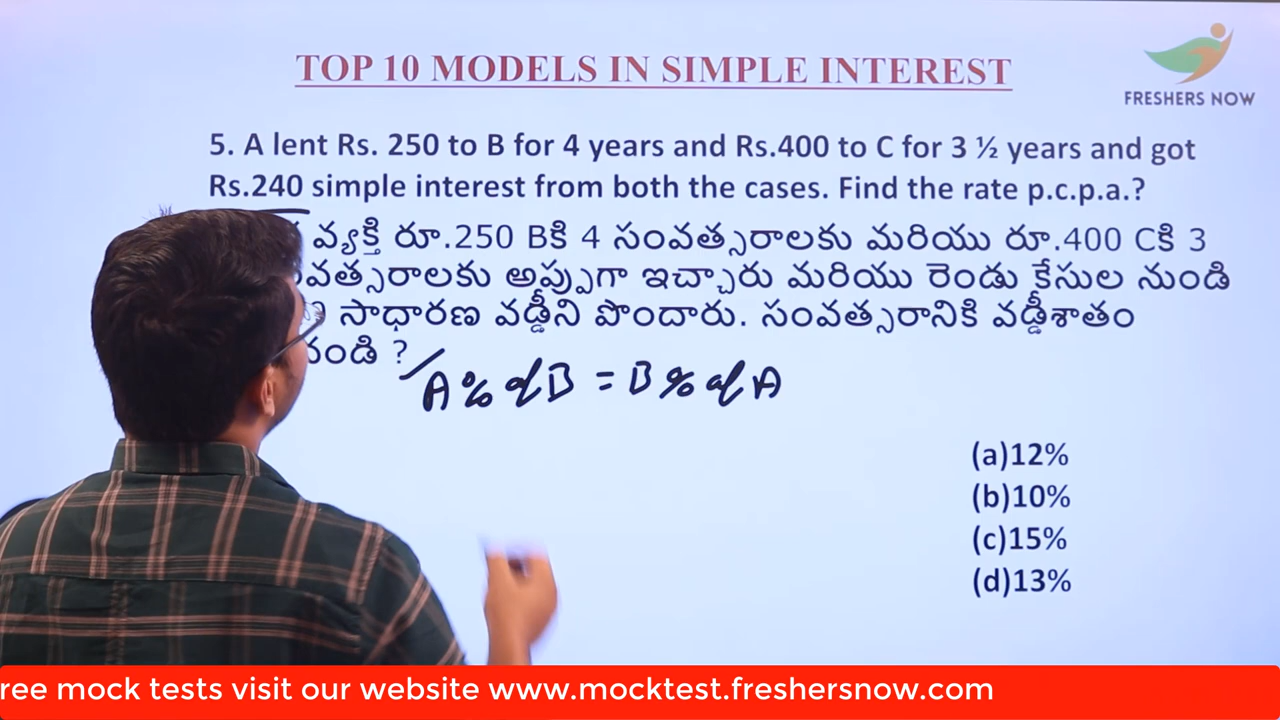 TOP 10 MODELS IN SIMPLE INTEREST
FRESHERS NOW
5. A lent Rs. 250 to B for 4 years and Rs.400 to C for 3 ½ years and got
Rs.240 simple interest from both the cases. Find the rate p.c.p.a.?
వ్యక్తి రూ.250 Bకి 4 సంవత్సరాలకు మరియు రూ.400 Cకి 3
వత్సరాలకు అప్పుగా ఇచ్చారు మరియు రెండు కేసుల నుండి
సాధారణ వడ్డీని పొందారు. సంవత్సరానికి వడ్డీశాతం
నండి ?
A % of B = B % of A
(a)12%
(b)10%
(c)15%
(d)13%
ree mock tests visit our website www.mocktest.freshersnow.com